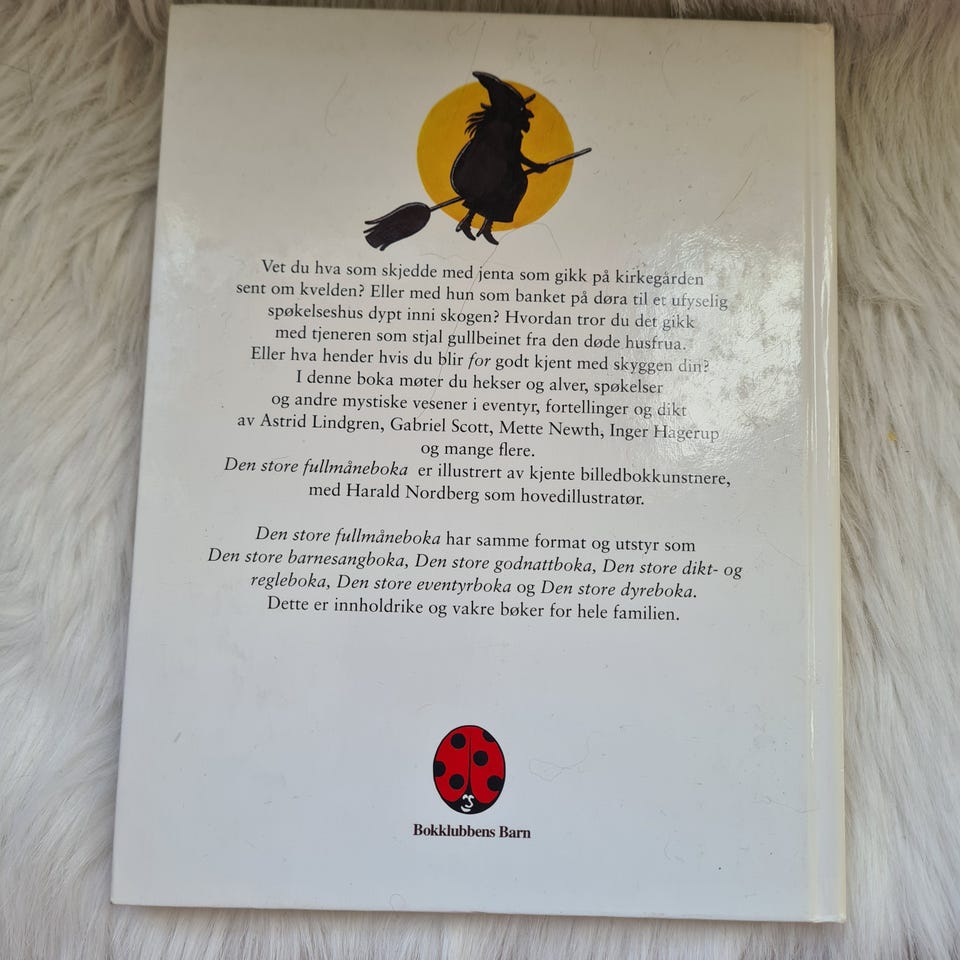 Vet du hva som skjedde med jenta som gikk på kirkegården
sent om kvelden? Eller med hun som banket på døra til et ufyselig
spøkelseshus dypt inni skogen? Hvordan tror du det gikk
med tjeneren som stjal gullbeinet fra den døde husfrua.
Eller hva hender hvis du blir for godt kjent med skyggen din?
I denne boka møter du hekser og alver, spøkelser
og andre mystiske vesener i eventyr, fortellinger og dikt
av Astrid Lindgren, Gabriel Scott, Mette Newth, Inger Hagerup
og mange flere.
Den store fullmåneboka er illustrert av kjente billedbokkunstnere,
med Harald Nordberg som hovedillustratør.
Den store fullmåneboka har samme format og utstyr som
Den store barnesangboka, Den store godnattboka, Den store dikt- og
regleboka, Den store eventyrboka og Den store dyreboka.
Dette er innholdrike og vakre bøker for hele familien.
Bokklubbens Barn